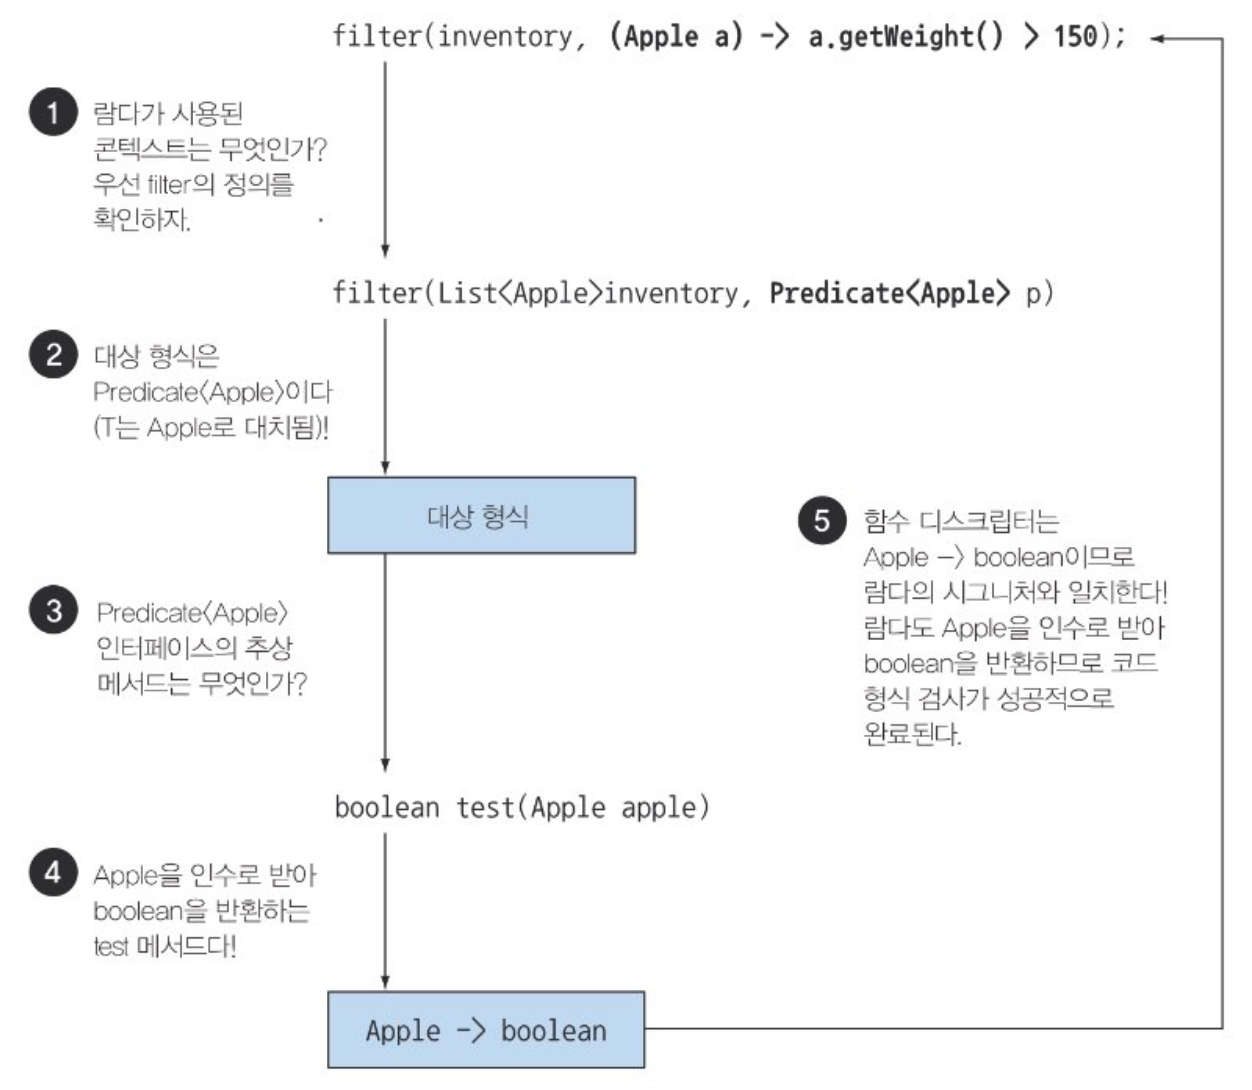 filter(inventory, (Apple a) -> a.getWeight() > 150);
1 람다가 사용된
콘텍스트는 무엇인가?
우선 filter의 정의를
확인하자.
filter(List<Apple>inventory, Predicate<Apple> p)
2 대상 형식은
Predicate<Apple>이다
(T는 Apple로 대치됨)!
대상 형식
3 Predicate<Apple>
인터페이스의 추상
메서드는 무엇인가?
boolean test(Apple apple)
4 Apple을 인수로 받아
boolean을 반환하는
test 메서드다!
Apple -> boolean
5 함수 디스크립터는
Apple -> boolean이므로
람다의 시그니처와 일치한다!
람다도 Apple을 인수로 받아
boolean을 반환하므로 코드
형식 검사가 성공적으로
완료된다.